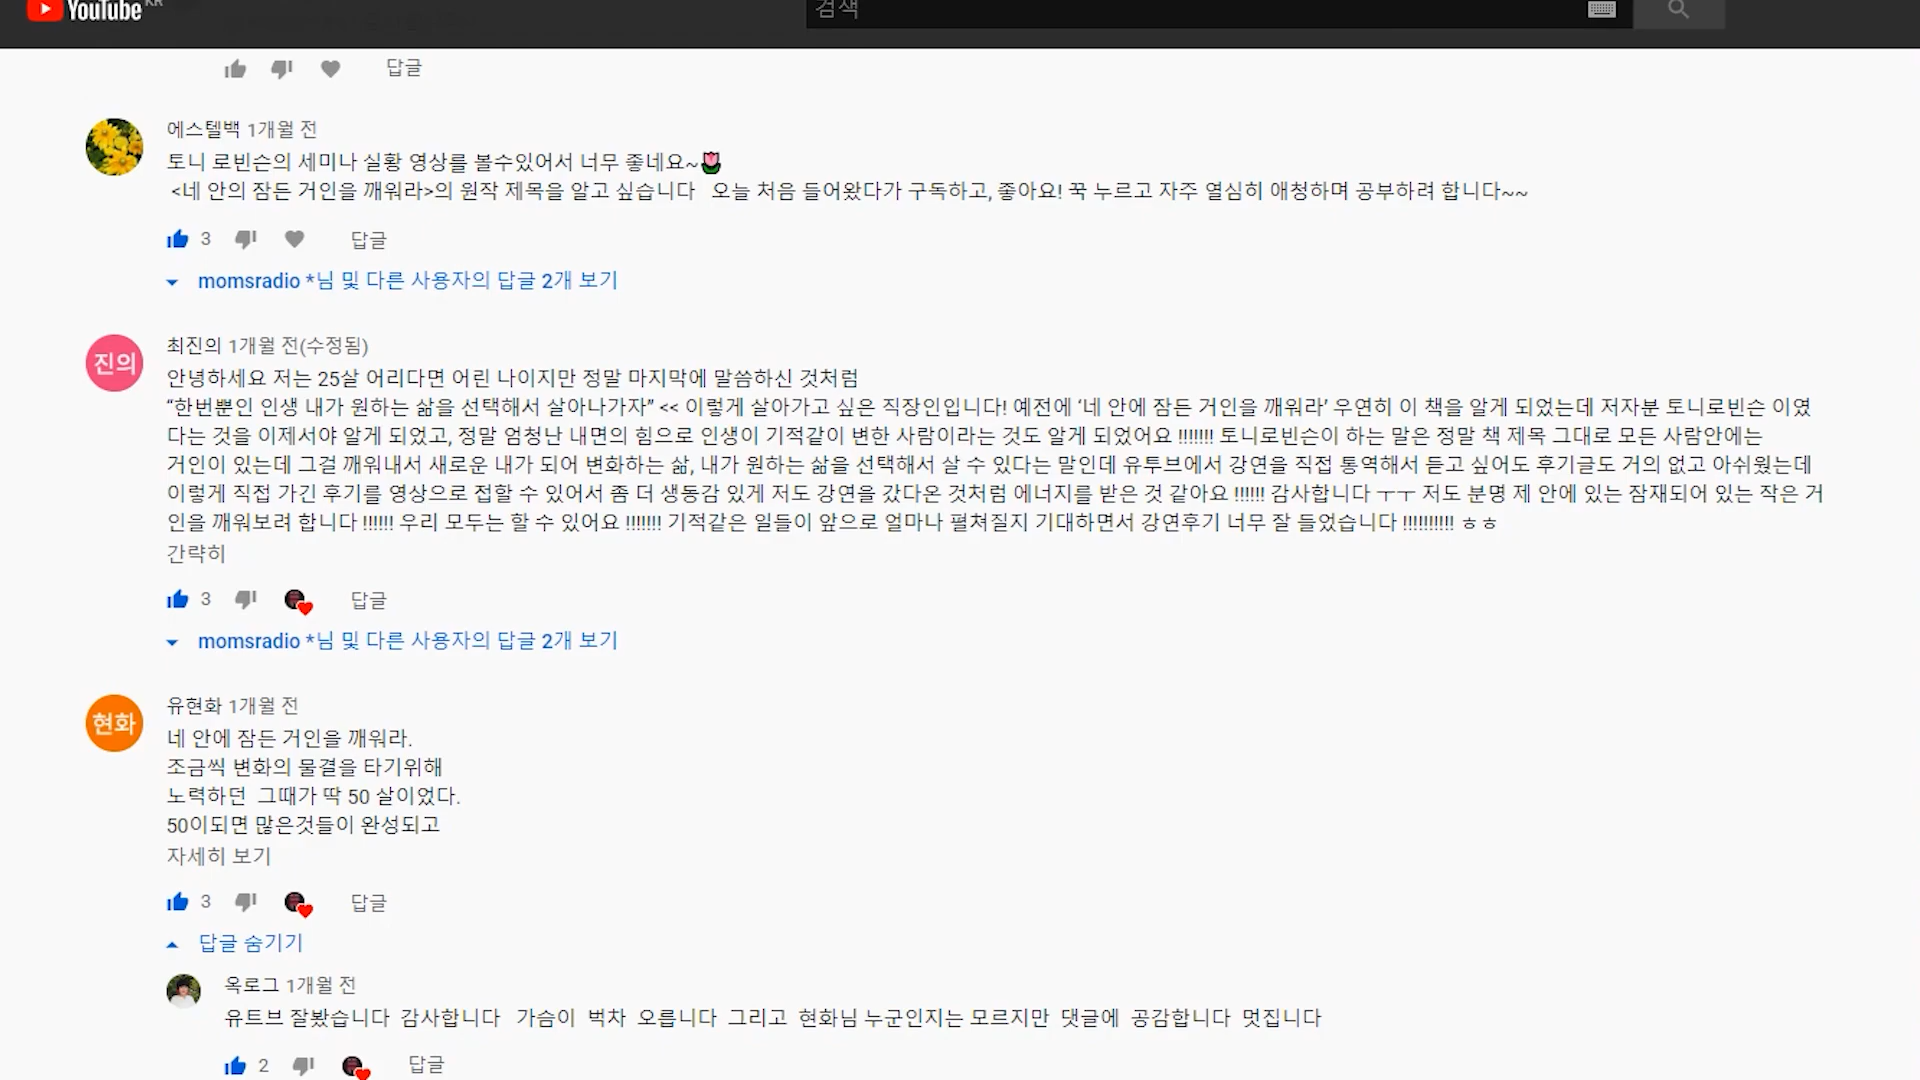 YouTube KR
검색
답글
에스텔백 1개월 전
토니 로빈슨의 세미나 실황 영상를 볼수있어서 너무 좋네요~🌷
<네 안의 잠든 거인을 깨워라>의 원작 제목을 알고 싶습니다 오늘 처음 들어왔다가 구독하고, 좋아요! 꾹 누르고 자주 열심히 애청하며 공부하려 합니다~~
3 답글
momsradio *님 및 다른 사용자의 답글 2개 보기
진의
최진의 1개월 전(수정됨)
안녕하세요 저는 25살 어리다면 어린 나이지만 정말 마지막에 말씀하신 것처럼
“한번뿐인 인생 내가 원하는 삶을 선택해서 살아나가자” << 이렇게 살아가고 싶은 직장인입니다! 예전에 ‘네 안에 잠든 거인을 깨워라’ 우연히 이 책을 알게 되었는데 저자분 토니로빈슨 이였
다는 것을 이제서야 알게 되었고, 정말 엄청난 내면의 힘으로 인생이 기적같이 변한 사람이라는 것도 알게 되었어요 !!!!!!! 토니로빈슨이 하는 말은 정말 책 제목 그대로 모든 사람안에는
거인이 있는데 그걸 깨워내서 새로운 내가 되어 변화하는 삶, 내가 원하는 삶을 선택해서 살 수 있다는 말인데 유투브에서 강연을 직접 통역해서 듣고 싶어도 후기글도 거의 없고 아쉬웠는데
이렇게 직접 가긴 후기를 영상으로 접할 수 있어서 좀 더 생동감 있게 저도 강연을 갔다온 것처럼 에너지를 받은 것 같아요 !!!!!! 감사합니다 ㅜㅜ 저도 분명 제 안에 있는 잠재되어 있는 작은 거
인을 깨워보려 합니다 !!!!!! 우리 모두는 할 수 있어요 !!!!!!! 기적같은 일들이 앞으로 얼마나 펼쳐질지 기대하면서 강연후기 너무 잘 들었습니다 !!!!!!!!!! ㅎㅎ
간략히
3 답글
momsradio *님 및 다른 사용자의 답글 2개 보기
현화
유현화 1개월 전
네 안에 잠든 거인을 깨워라.
조금씩 변화의 물결을 타기위해
노력하던 그때가 딱 50 살이었다.
50이되면 많은것들이 완성되고
자세히 보기
3 답글
답글 숨기기
옥로그 1개월 전
유트브 잘봤습니다 감사합니다 가슴이 벅차 오릅니다 그리고 현화님 누군인지는 모르지만 댓글에 공감합니다 멋집니다
2 답글